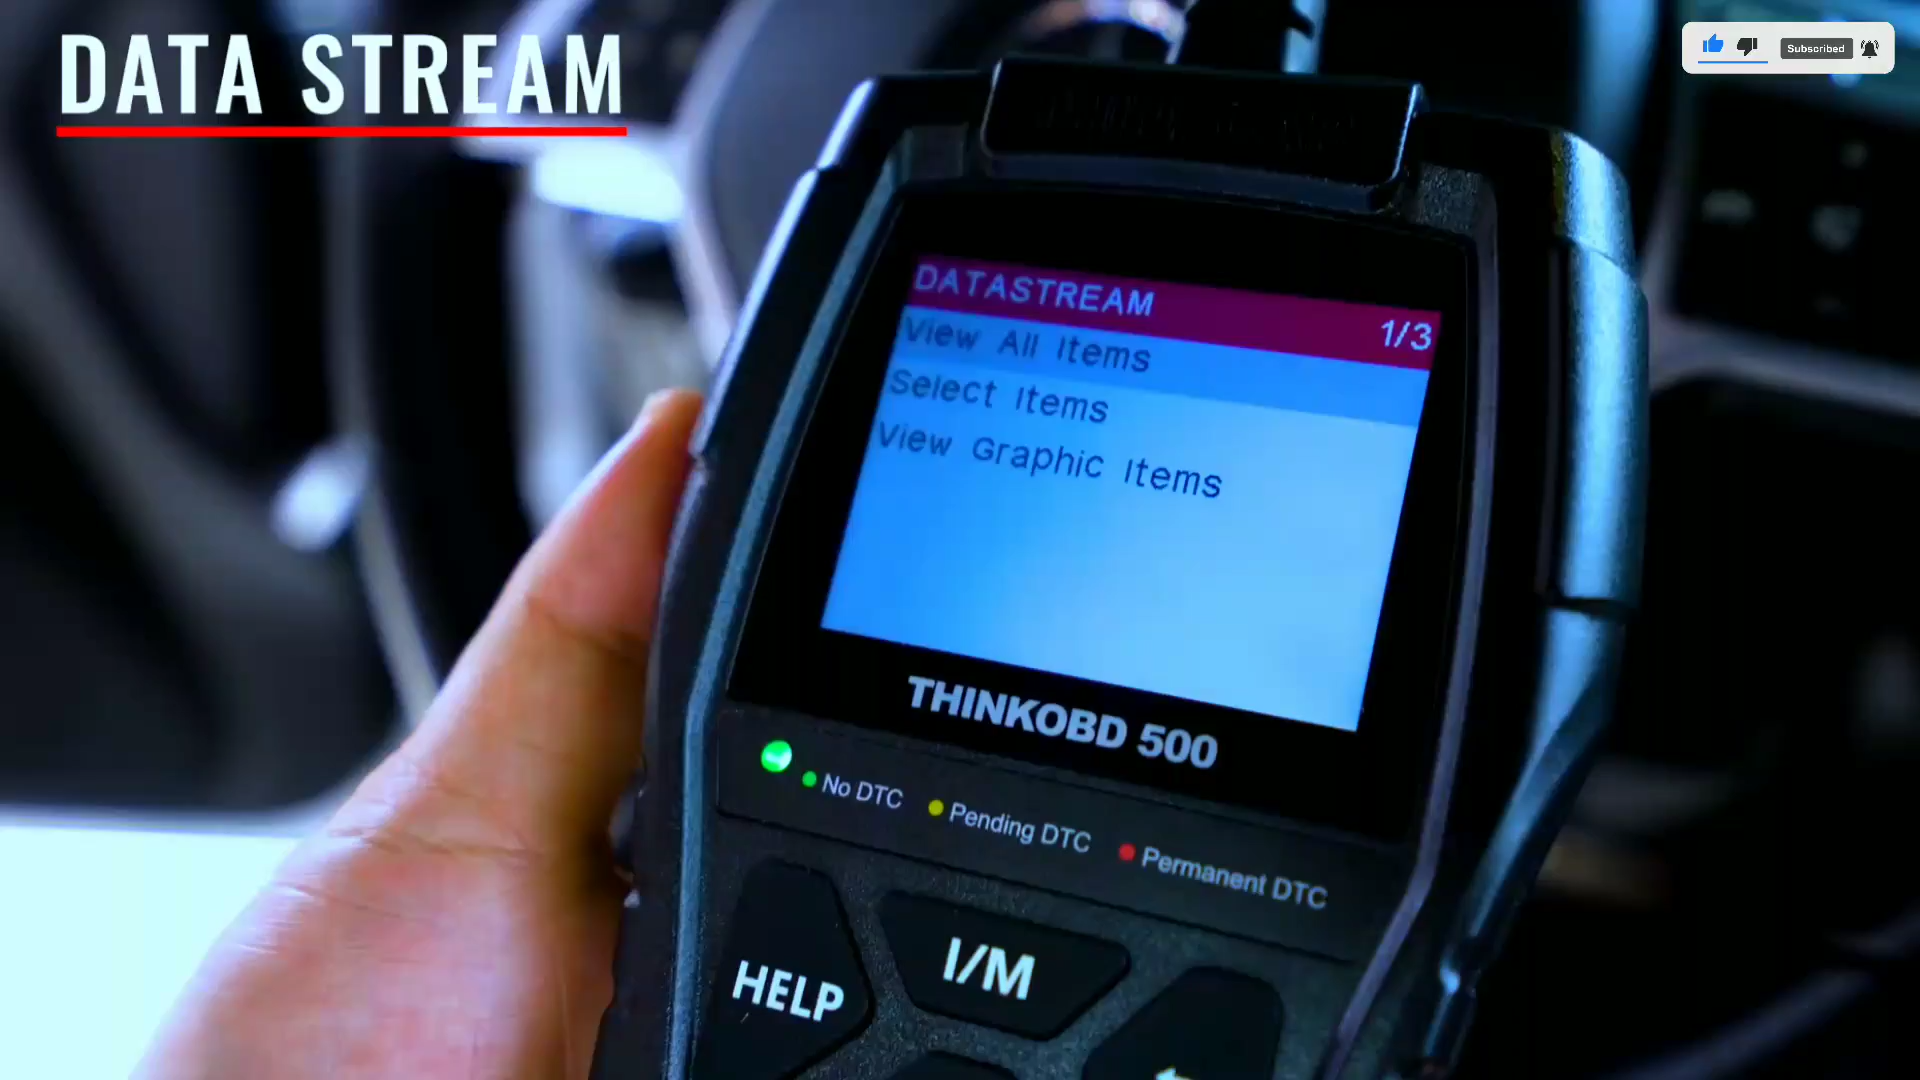 DATA STREAM
Subscribed
DATASTREAM
1/3
View All Items
Select Items
View Graphic Items
THINKOBD 500
No DTC
Pending DTC
Permanent DTC
HELP
I/M